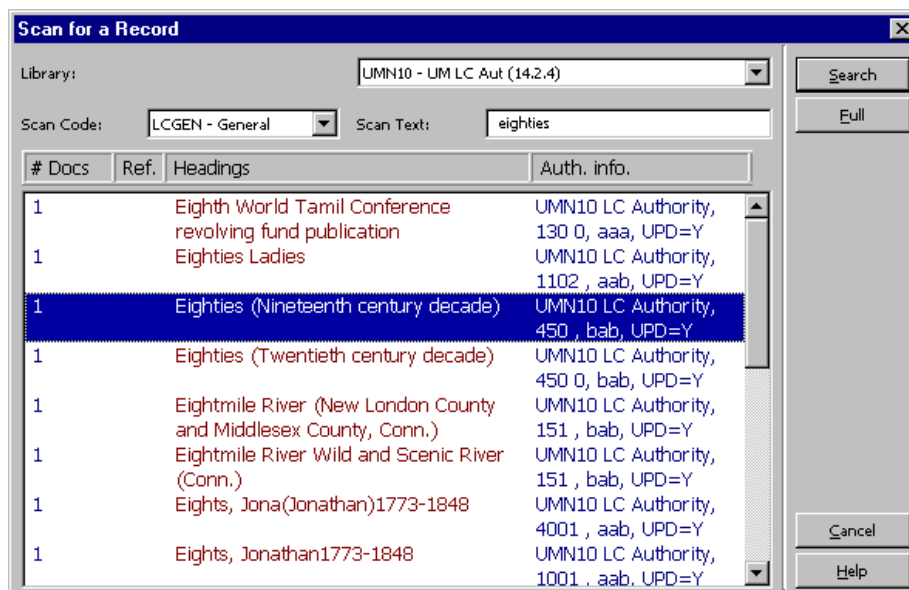 Scan for a Record
Library: UMN10 - UM LC Aut (14.2.4) Search
Scan Code: LCGEN - General Scan Text: eighties Full
# Docs Ref. Headings Auth. info.
1 Eighth World Tamil Conference UMN10 LC Authority,
revolving fund publication 130 0, aaa, UPD=Y
1 Eighties Ladies UMN10 LC Authority,
1102 , aab, UPD=Y
1 Eighties (Nineteenth century decade) UMN10 LC Authority,
450 , bab, UPD=Y
1 Eighties (Twentieth century decade) UMN10 LC Authority,
450 0, bab, UPD=Y
1 Eightmile River (New London County UMN10 LC Authority,
and Middlesex County, Conn.) 151 , bab, UPD=Y
1 Eightmile River Wild and Scenic River UMN10 LC Authority,
(Conn.) 151 , bab, UPD=Y
1 Eights, Jona(Jonathan)1773-1848 UMN10 LC Authority,
4001 , aab, UPD=Y
Cancel
1 Eights, Jonathan1773-1848 UMN10 LC Authority,
1001 , aab, UPD=Y
Help